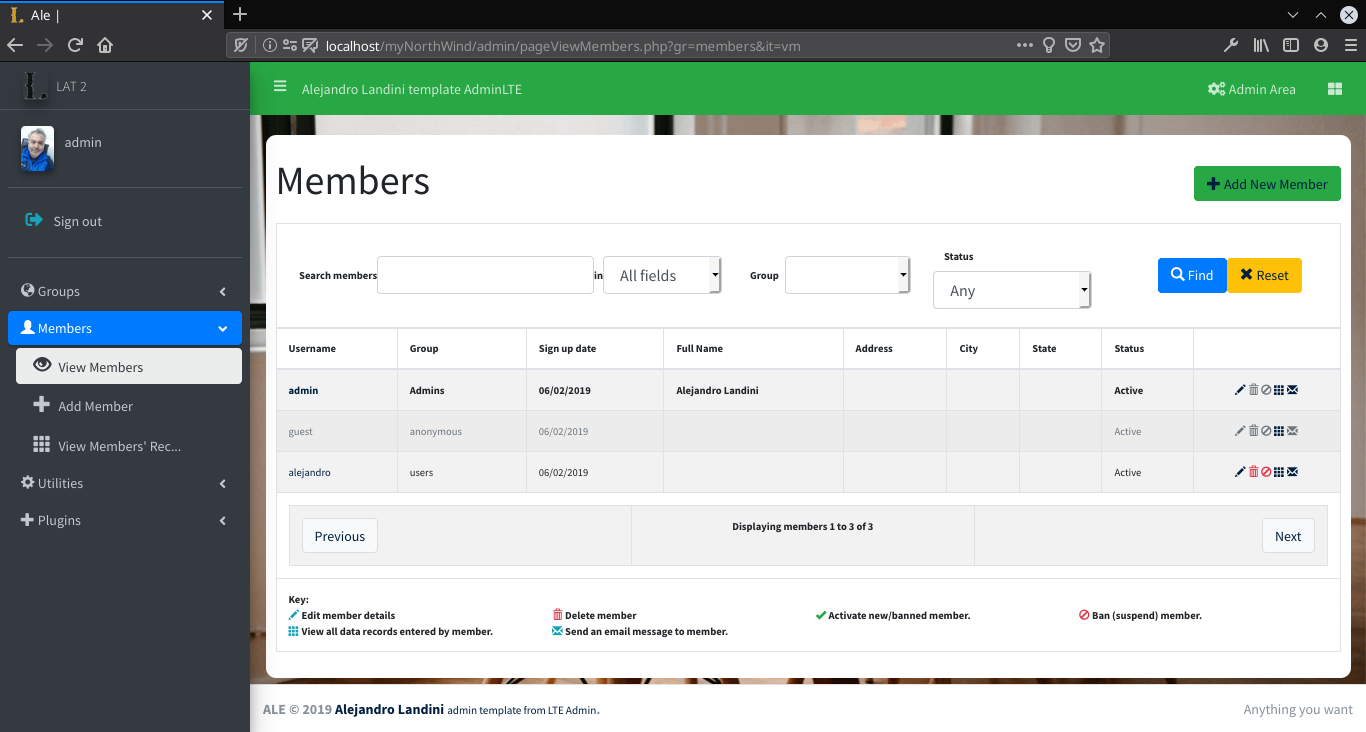 Ale |
localhost/myNorthWind/admin/pageViewMembers.php?gr=members&it=vm
LAT 2
Alejandro Landini template AdminLTE
Admin Area
admin
Sign out
Groups
Members
View Members
Add Member
View Members' Rec...
Utilities
Plugins
Members
Add New Member
Search members
in
All fields
Group
Status
Any
Find
Reset
Username Group Sign up date Full Name Address City State Status
admin Admins 06/02/2019 Alejandro Landini Active
guest anonymous 06/02/2019 Active
alejandro users 06/02/2019 Active
Previous
Displaying members 1 to 3 of 3
Next
Key:
Edit member details Delete member Activate new/banned member. Ban (suspend) member.
View all data records entered by member. Send an email message to member.
ALE © 2019 Alejandro Landini admin template from LTE Admin.
Anything you want